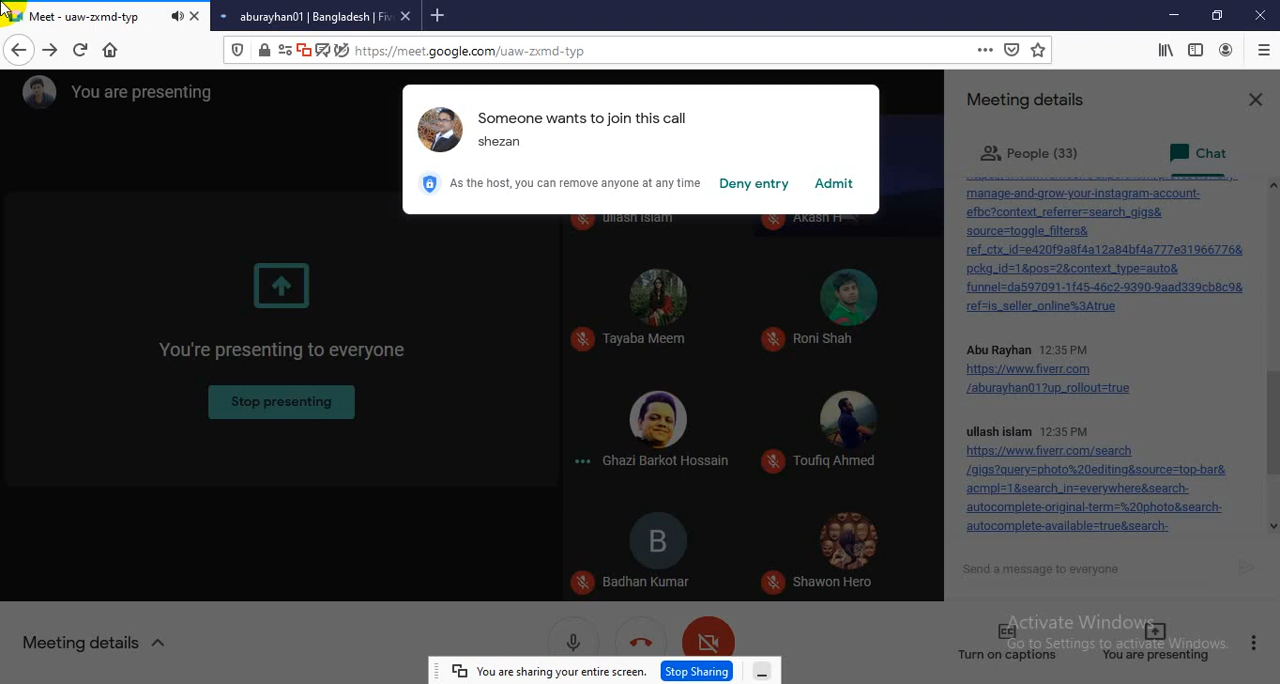 Meet - uaw-zxmd-typ
aburayhan01 | Bangladesh | Fiv
https://meet.google.com/uaw-zxmd-typ
You are presenting
Someone wants to join this call
shezan
As the host, you can remove anyone at any time
Deny entry
Admit
You're presenting to everyone
Stop presenting
ullash islam
Akash H
Tayaba Meem
Roni Shah
Ghazi Barkot Hossain
Toufiq Ahmed
B
Badhan Kumar
Shawon Hero
Meeting details
People (33)
Chat
manage-and-grow-your-instagram-account-
efbc?context_referrer=search_gigs&
source=toggle_filters&
ref_ctx_id=e420f9a8f4a12a84bf4a777e31966776&
pckg_id=1&pos=2&context_type=auto&
funnel=da597091-1f45-46c2-9390-9aad339cb8c9&
ref=is_seller_online%3Atrue
Abu Rayhan 12:35 PM
https://www.fiverr.com
/aburayhan01?up_rollout=true
ullash islam 12:35 PM
https://www.fiverr.com/search
/gigs?query=photo%20editing&source=top-bar&
acmpl=1&search_in=everywhere&search-
autocomplete-original-term=%20photo&search-
autocomplete-available=true&search-
Send a message to everyone
Meeting details
Turn on captions
You are presenting
Activate Windows
Go to Settings to activate Windows.
You are sharing your entire screen.
Stop Sharing